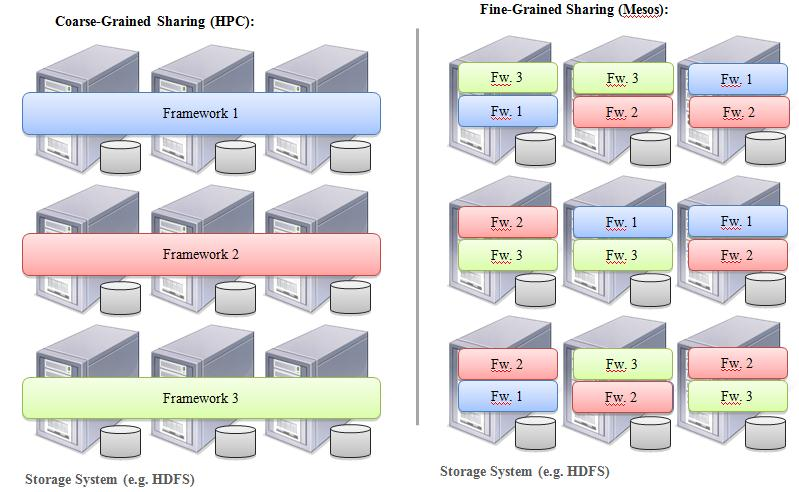 Coarse-Grained Sharing (HPC):
Framework 1
Framework 2
Framework 3
Storage System (e.g. HDFS)
Fine-Grained Sharing (Mesos):
Fw. 3
Fw. 3
Fw. 1
Fw. 1
Fw. 2
Fw. 2
Fw. 2
Fw. 1
Fw. 1
Fw. 3
Fw. 3
Fw. 2
Fw. 2
Fw. 3
Fw. 2
Fw. 1
Fw. 2
Fw. 3
Storage System (e.g. HDFS)